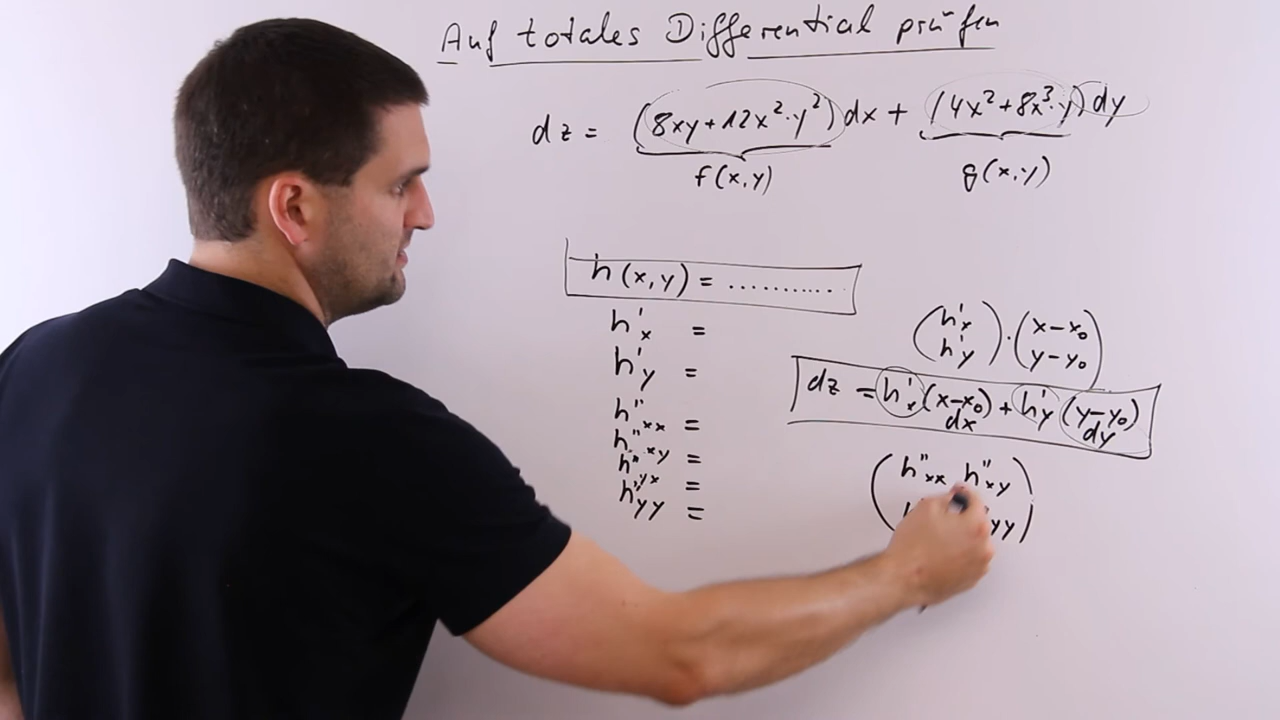 Auf totales Differential prüfen
dz = (8xy+12x²·y²)dx + (4x²+8x³·y)dy
f(x,y) g(x,y)
h(x,y) = ...........
h'x =
h'y =
h''xx =
h''xy =
h''yx =
h''yy =
(h'x h'y)·(x-x₀ y-y₀)
dz = h'x(x-x₀) + h'y(y-y₀)
dx dy
(h''xx h''xy
yy)